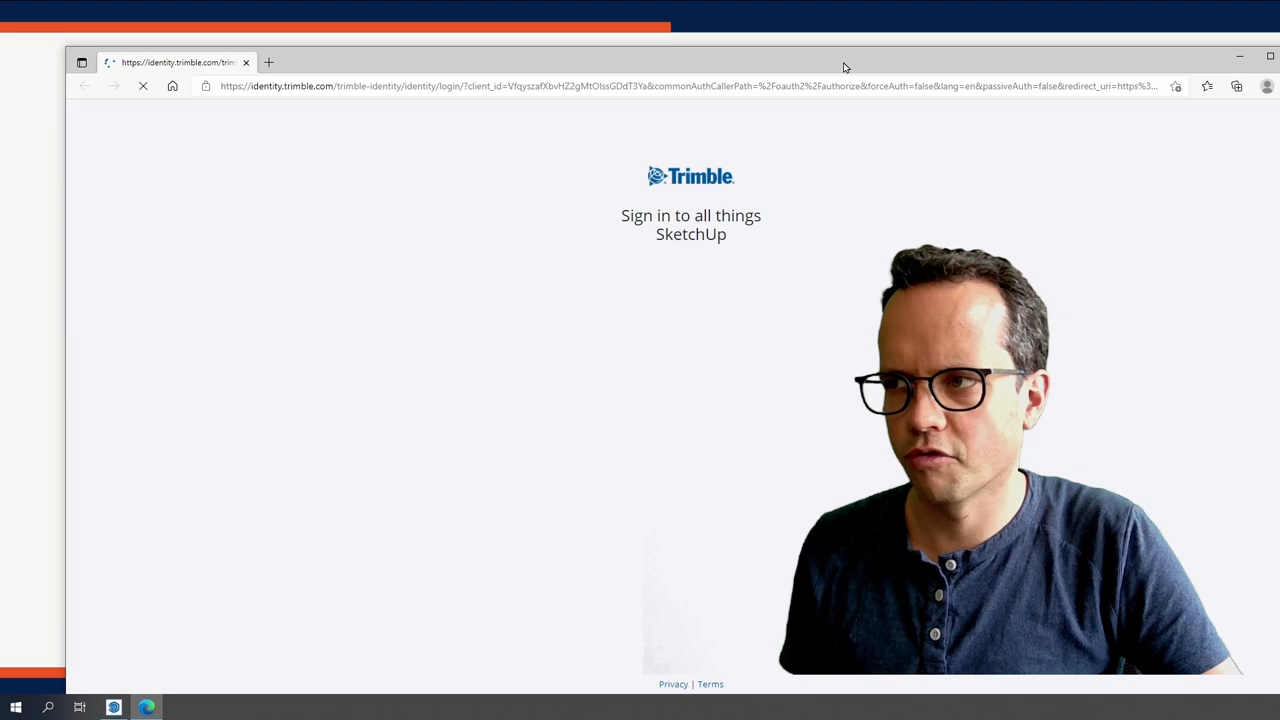 https://identity.trimble.com/trim
https://identity.trimble.com/trimble-identity/identity/login/?client_id=VfqyszafXbvHZ2gMtOlssGDdT3Ya&commonAuthCallerPath=%2Foauth2%2Fauthorize&forceAuth=false&lang=en&passiveAuth=false&redirect_uri=https%3...
Trimble
Sign in to all things
SketchUp
Privacy | Terms